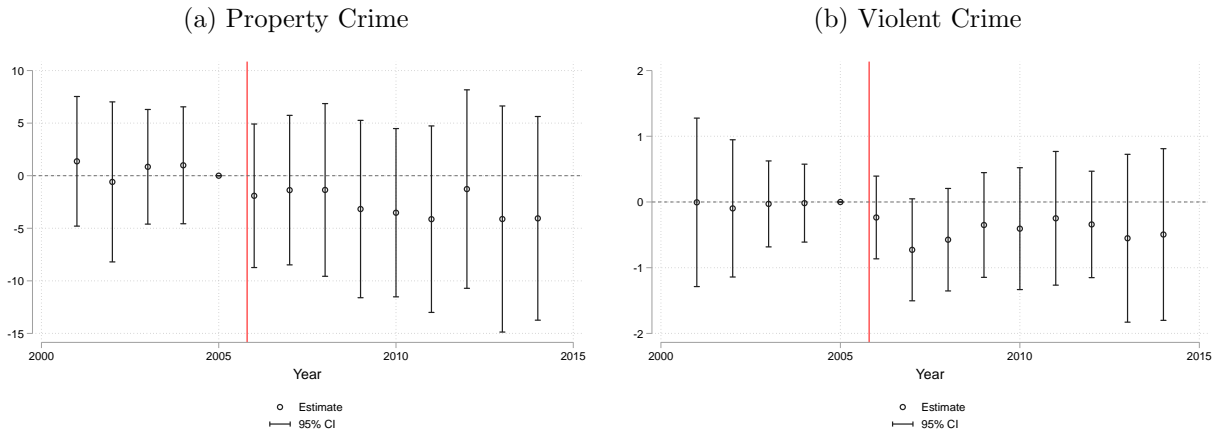 (a) Property Crime
10
5
0
-5
-10
-15
2000 2005 2010 2015
Year
Estimate
95% CI
(b) Violent Crime
2
1
0
-1
-2
2000 2005 2010 2015
Year
Estimate
95% CI